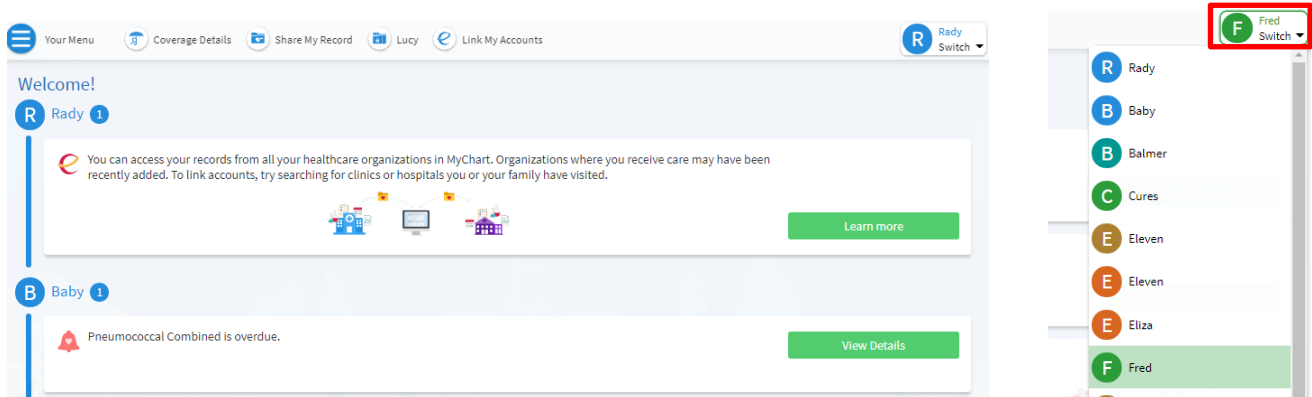 Your Menu
Coverage Details
Share My Record
Lucy
Link My Accounts
R
Rady
Switch
Welcome!
R
Rady
1
You can access your records from all your healthcare organizations in MyChart. Organizations where you receive care may have been
recently added. To link accounts, try searching for clinics or hospitals you or your family have visited.
Learn more
B
Baby
1
Pneumococcal Combined is overdue.
View Details
F
Fred
Switch
R
Rady
B
Baby
B
Balmer
C
Cures
E
Eleven
E
Eleven
E
Eliza
F
Fred